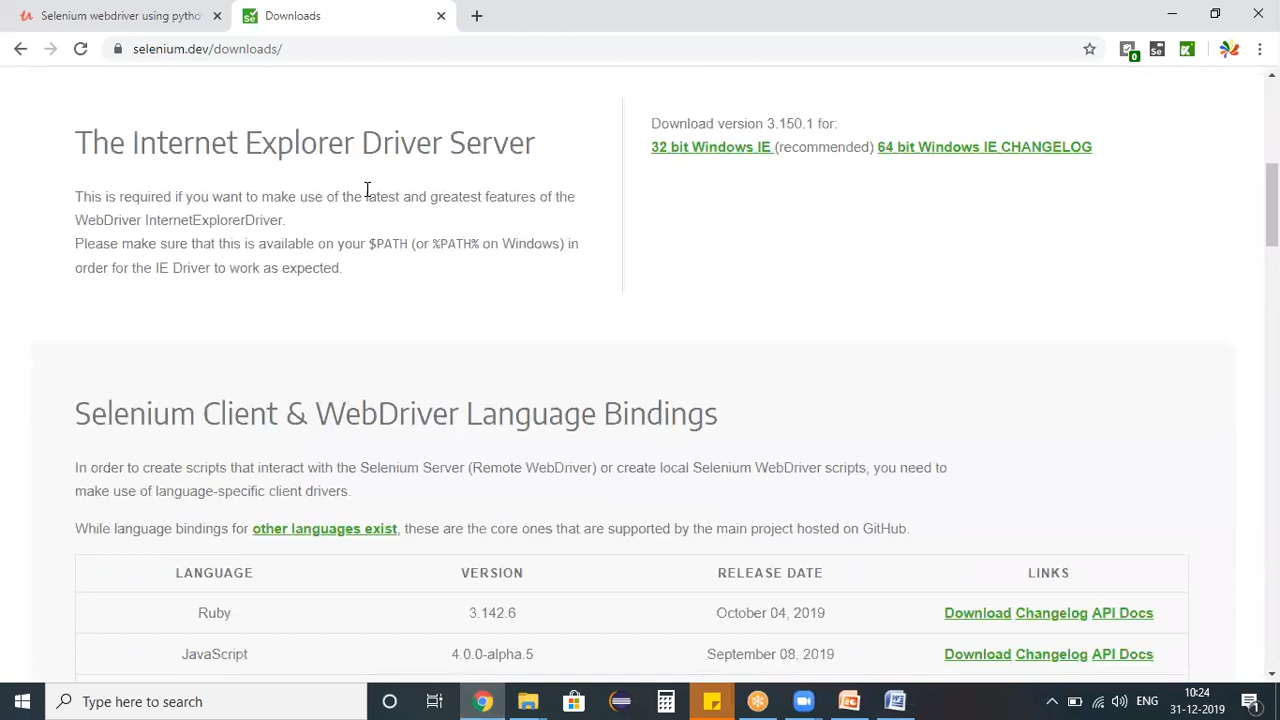 Selenium webdriver using pytho
Downloads
selenium.dev/downloads/
0
Se
The Internet Explorer Driver Server
This is required if you want to make use of the latest and greatest features of the
WebDriver InternetExplorerDriver.
Please make sure that this is available on your $PATH (or %PATH% on Windows) in
order for the IE Driver to work as expected.
Download version 3.150.1 for:
32 bit Windows IE (recommended) 64 bit Windows IE CHANGELOG
Selenium Client & WebDriver Language Bindings
In order to create scripts that interact with the Selenium Server (Remote WebDriver) or create local Selenium WebDriver scripts, you need to
make use of language-specific client drivers.
While language bindings for other languages exist, these are the core ones that are supported by the main project hosted on GitHub.
LANGUAGE VERSION RELEASE DATE LINKS
Ruby 3.142.6 October 04, 2019 Download Changelog API Docs
JavaScript 4.0.0-alpha.5 September 08, 2019 Download Changelog API Docs
Type here to search
ENG
10:24
31-12-2019
1